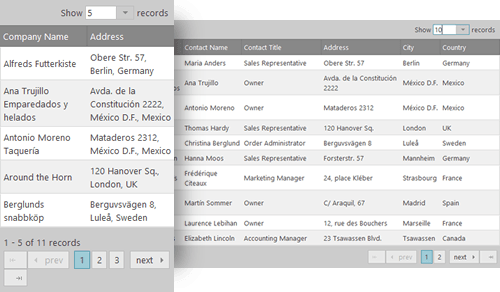 Show 5 records
Company Name Address
Alfreds Futterkiste Obere Str. 57,
Berlin, Germany
Ana Trujillo Avda. de la
Emparedados y Constitución 2222,
helados México D.F., Mexico
Antonio Moreno Mataderos 2312,
Taquería México D.F., Mexico
Around the Horn 120 Hanover Sq.,
London, UK
Berglunds Berguvsvägen 8,
snabbköp Luleå, Sweden
1 - 5 of 11 records
prev 1 2 3 next
Show 10 records
Contact Name Contact Title Address City Country
Maria Anders Sales Representative Obere Str. 57 Berlin Germany
Ana Trujillo Owner Avda. de la Constitución México D.F. Mexico
2222
Antonio Moreno Owner Mataderos 2312 México D.F. Mexico
Thomas Hardy Sales Representative 120 Hanover Sq. London UK
Christina Berglund Order Administrator Berguvsvägen 8 Luleå Sweden
Hanna Moos Sales Representative Forsterstr. 57 Mannheim Germany
Frédérique Marketing Manager 24, place Kléber Strasbourg France
Citeaux
Martín Sommer Owner C/ Araquil, 67 Madrid Spain
Laurence Lebihan Owner 12, rue des Bouchers Marseille France
Elizabeth Lincoln Accounting Manager 23 Tsawassen Blvd. Tsawassen Canada
prev 1 2 next